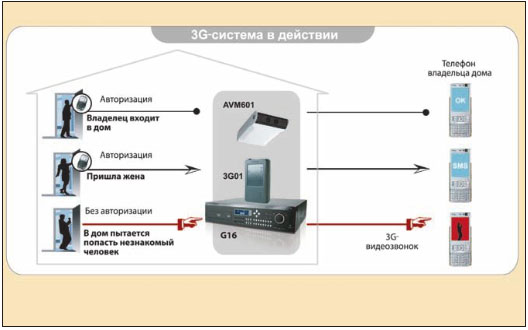 3G-система в действии
Авторизация
Владелец входит
в дом
Авторизация
Пришла жена
Без авторизации
В дом пытается
попасть незнакомый
человек
AVM601
3G01
G16
3G-
видеозвонок
Телефон
владельца дома
OK
SMS